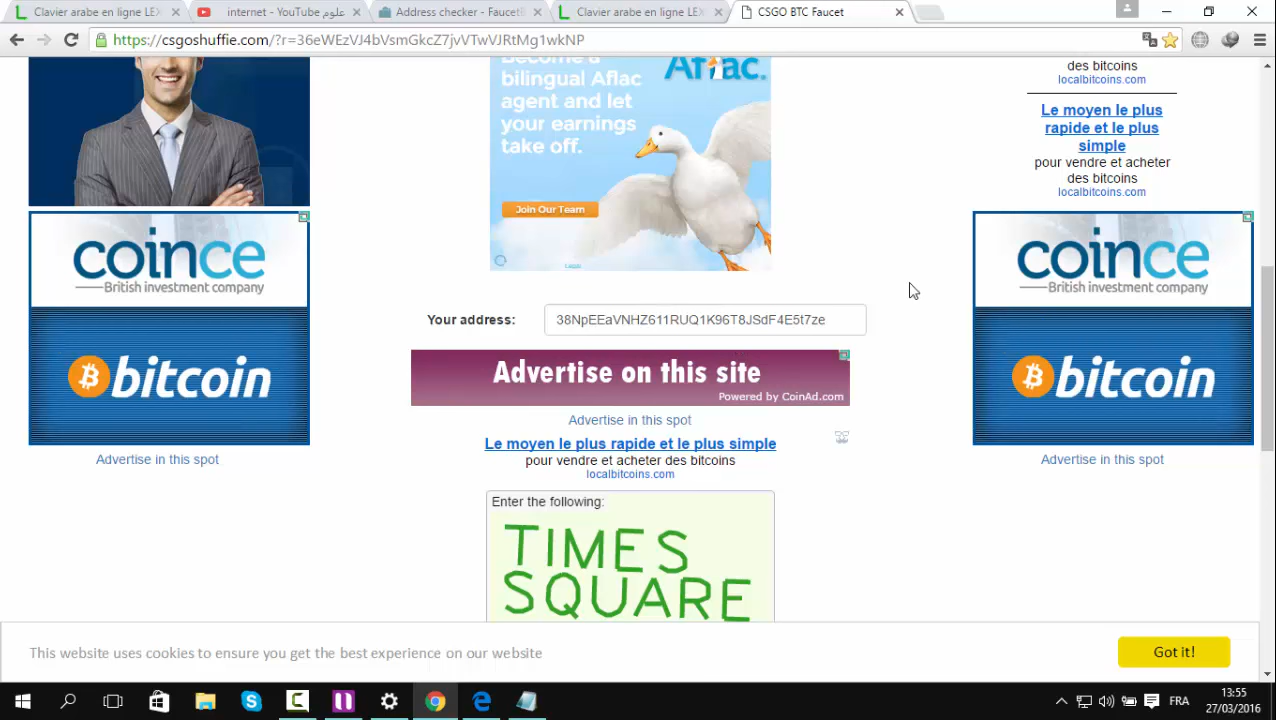 Clavier arabe en ligne LEX
internet - YouTube علوم
Address checker - FaucetB
Clavier arabe en ligne LEX
CSGO BTC Faucet
https://csgoshuffie.com/?r=36eWEzVJ4bVsmGkcZ7jvVTwVJRtMg1wkNP
Become a
bilingual Aflac
agent and let
your earnings
take off.
Aflac.
Join Our Team
des bitcoins
localbitcoins.com
Le moyen le plus
rapide et le plus
simple
pour vendre et acheter
des bitcoins
localbitcoins.com
coince
British investment company
bitcoin
Advertise in this spot
Your address:
38NpEEaVNHZ611RUQ1K96T8JSdF4E5t7ze
Advertise on this site
Powered by CoinAd.com
Advertise in this spot
Le moyen le plus rapide et le plus simple
pour vendre et acheter des bitcoins
localbitcoins.com
Enter the following:
TIMES
SQUARE
coince
British investment company
bitcoin
Advertise in this spot
This website uses cookies to ensure you get the best experience on our website
Got it!
FRA
13:55
27/03/2016